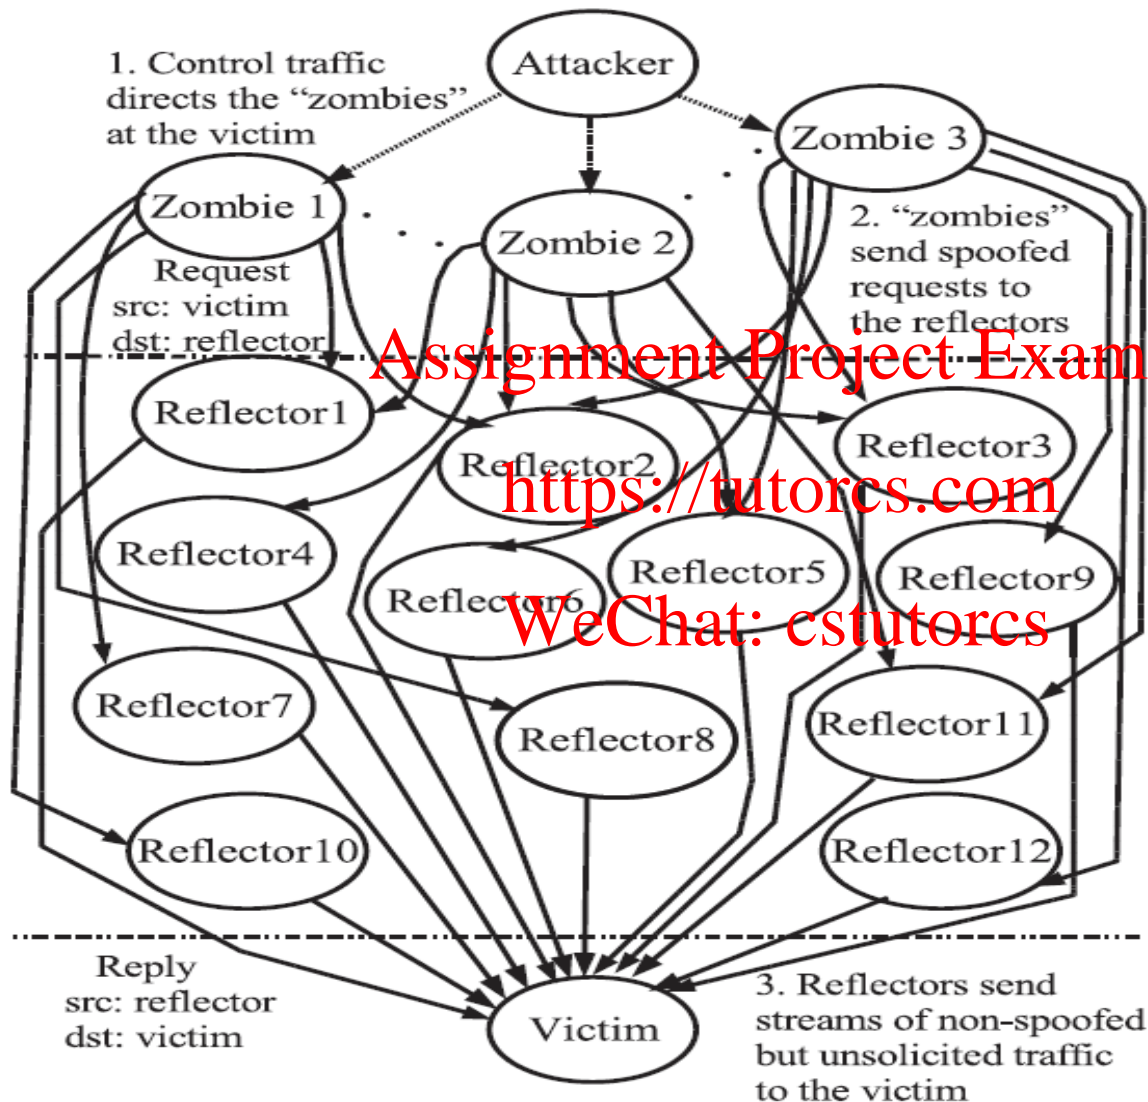 Attacker
1. Control traffic
directs the “zombies”
at the victim
Zombie 3
Zombie 1
Zombie 2
2. “zombies”
send spoofed
requests to
the reflectors
Request
src: victim
dst: reflector
Assignment Project Exam
Reflector1
Reflector2
Reflector3
https://tutorcs.com
Reflector4
Reflector5
Reflector9
Reflector6
WeChat: cstutorcs
Reflector7
Reflector8
Reflector11
Reflector10
Reflector12
Reply
src: reflector
dst: victim
Victim
3. Reflectors send
streams of non-spoofed
but unsolicited traffic
to the victim